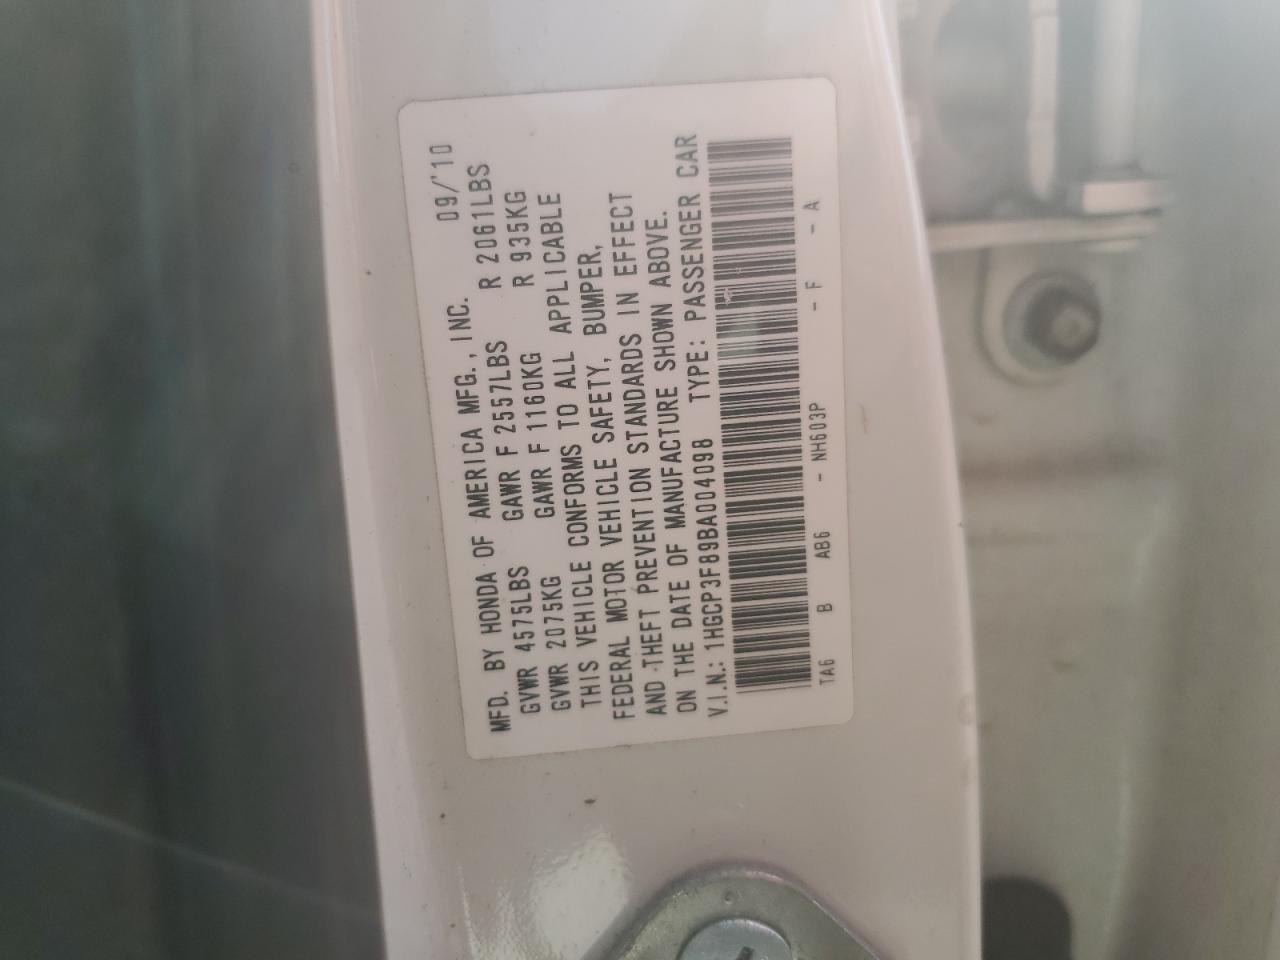 MFD. BY HONDA OF AMERICA MFG., INC. 09/'10
GVWR 4575LBS GAWR F 2557LBS R 2061LBS
GVWR 2075KG GAWR F 1160KG R 935KG
THIS VEHICLE CONFORMS TO ALL APPLICABLE
FEDERAL MOTOR VEHICLE SAFETY, BUMPER,
AND THEFT PREVENTION STANDARDS IN EFFECT
ON THE DATE OF MANUFACTURE SHOWN ABOVE.
V.I.N.: 1HGCP3F89BA004098 TYPE: PASSENGER CAR
TA6 B AB6 - NH603P - F - A